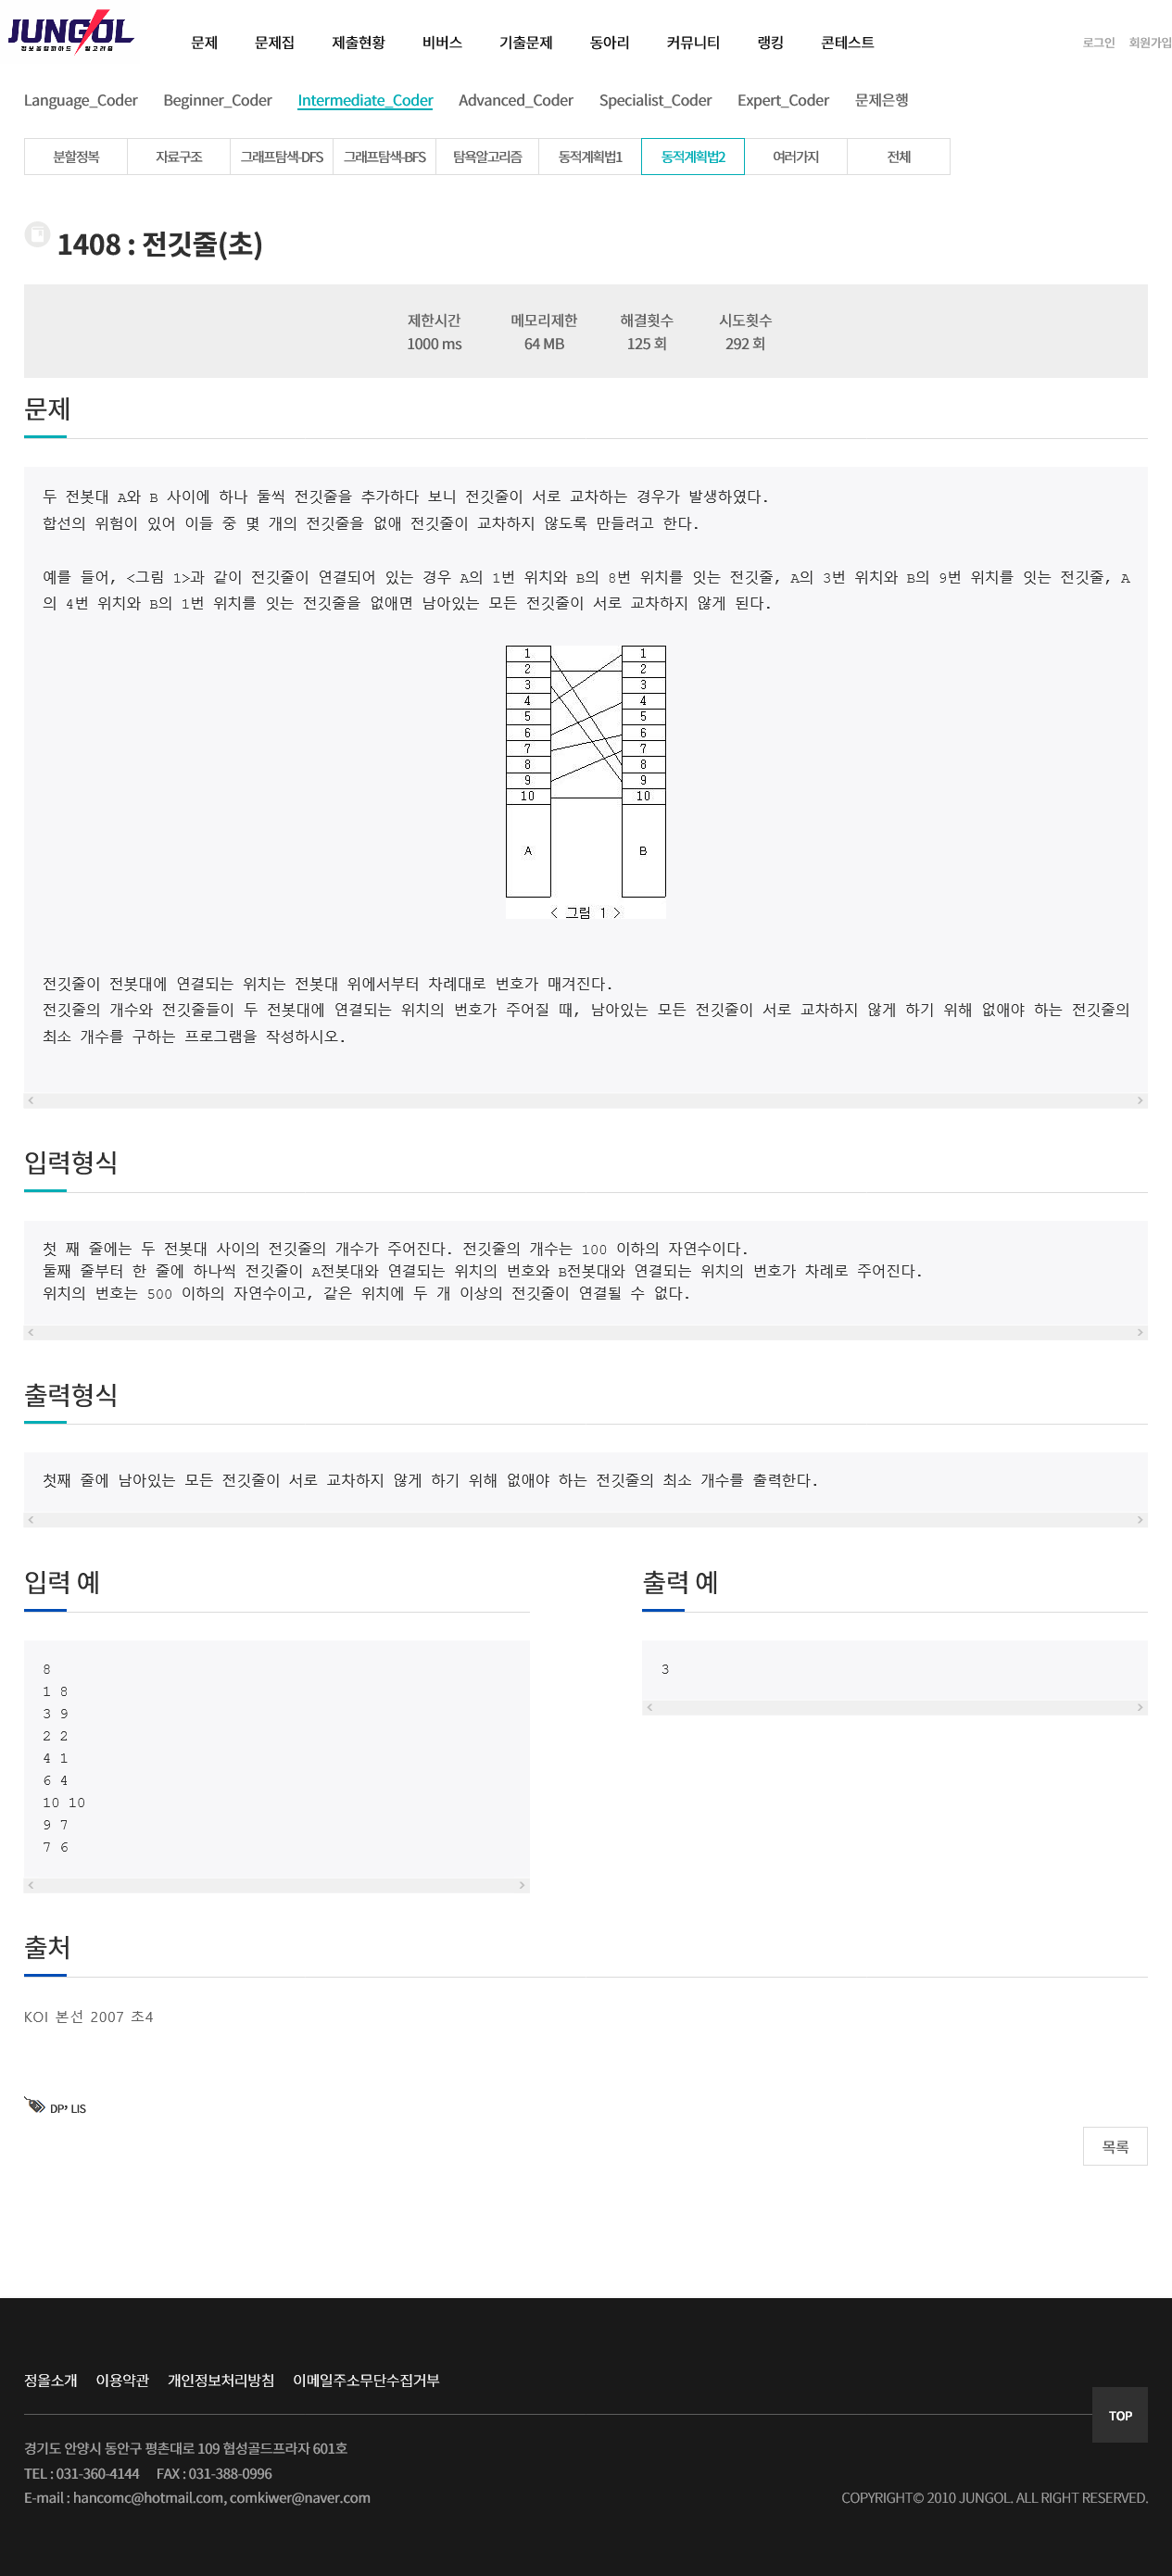 JUNGOL
정보올림피아드 알고리즘
문제 문제집 제출현황 비버스 기출문제 동아리 커뮤니티 랭킹 콘테스트 로그인 회원가입
Language_Coder Beginner_Coder Intermediate_Coder Advanced_Coder Specialist_Coder Expert_Coder 문제은행
분할정복 자료구조 그래프탐색-DFS 그래프탐색-BFS 탐욕알고리즘 동적계획법1 동적계획법2 여러가지 전체
1408 : 전깃줄(초)
제한시간 메모리제한 해결횟수 시도횟수
1000 ms 64 MB 125 회 292 회
문제
두 전봇대 A와 B 사이에 하나 둘씩 전깃줄을 추가하다 보니 전깃줄이 서로 교차하는 경우가 발생하였다.
합선의 위험이 있어 이들 중 몇 개의 전깃줄을 없애 전깃줄이 교차하지 않도록 만들려고 한다.
예를 들어, <그림 1>과 같이 전깃줄이 연결되어 있는 경우 A의 1번 위치와 B의 8번 위치를 잇는 전깃줄, A의 3번 위치와 B의 9번 위치를 잇는 전깃줄, A
의 4번 위치와 B의 1번 위치를 잇는 전깃줄을 없애면 남아있는 모든 전깃줄이 서로 교차하지 않게 된다.
1 1
2 2
3 3
4 4
5 5
6 6
7 7
8 8
9 9
10 10
A B
< 그림 1 >
전깃줄이 전봇대에 연결되는 위치는 전봇대 위에서부터 차례대로 번호가 매겨진다.
전깃줄의 개수와 전깃줄들이 두 전봇대에 연결되는 위치의 번호가 주어질 때, 남아있는 모든 전깃줄이 서로 교차하지 않게 하기 위해 없애야 하는 전깃줄의
최소 개수를 구하는 프로그램을 작성하시오.
입력형식
첫 째 줄에는 두 전봇대 사이의 전깃줄의 개수가 주어진다. 전깃줄의 개수는 100 이하의 자연수이다.
둘째 줄부터 한 줄에 하나씩 전깃줄이 A전봇대와 연결되는 위치의 번호와 B전봇대와 연결되는 위치의 번호가 차례로 주어진다.
위치의 번호는 500 이하의 자연수이고, 같은 위치에 두 개 이상의 전깃줄이 연결될 수 없다.
출력형식
첫째 줄에 남아있는 모든 전깃줄이 서로 교차하지 않게 하기 위해 없애야 하는 전깃줄의 최소 개수를 출력한다.
입력 예
8
1 8
3 9
2 2
4 1
6 4
10 10
9 7
7 6
출력 예
3
출처
KOI 본선 2007 초4
DP, LIS
목록
정올소개 이용약관 개인정보처리방침 이메일주소무단수집거부
TOP
경기도 안양시 동안구 평촌대로 109 협성골드프라자 601호
TEL : 031-360-4144 FAX : 031-388-0996
E-mail : hancomc@hotmail.com, comkiwer@naver.com COPYRIGHT© 2010 JUNGOL. ALL RIGHT RESERVED.